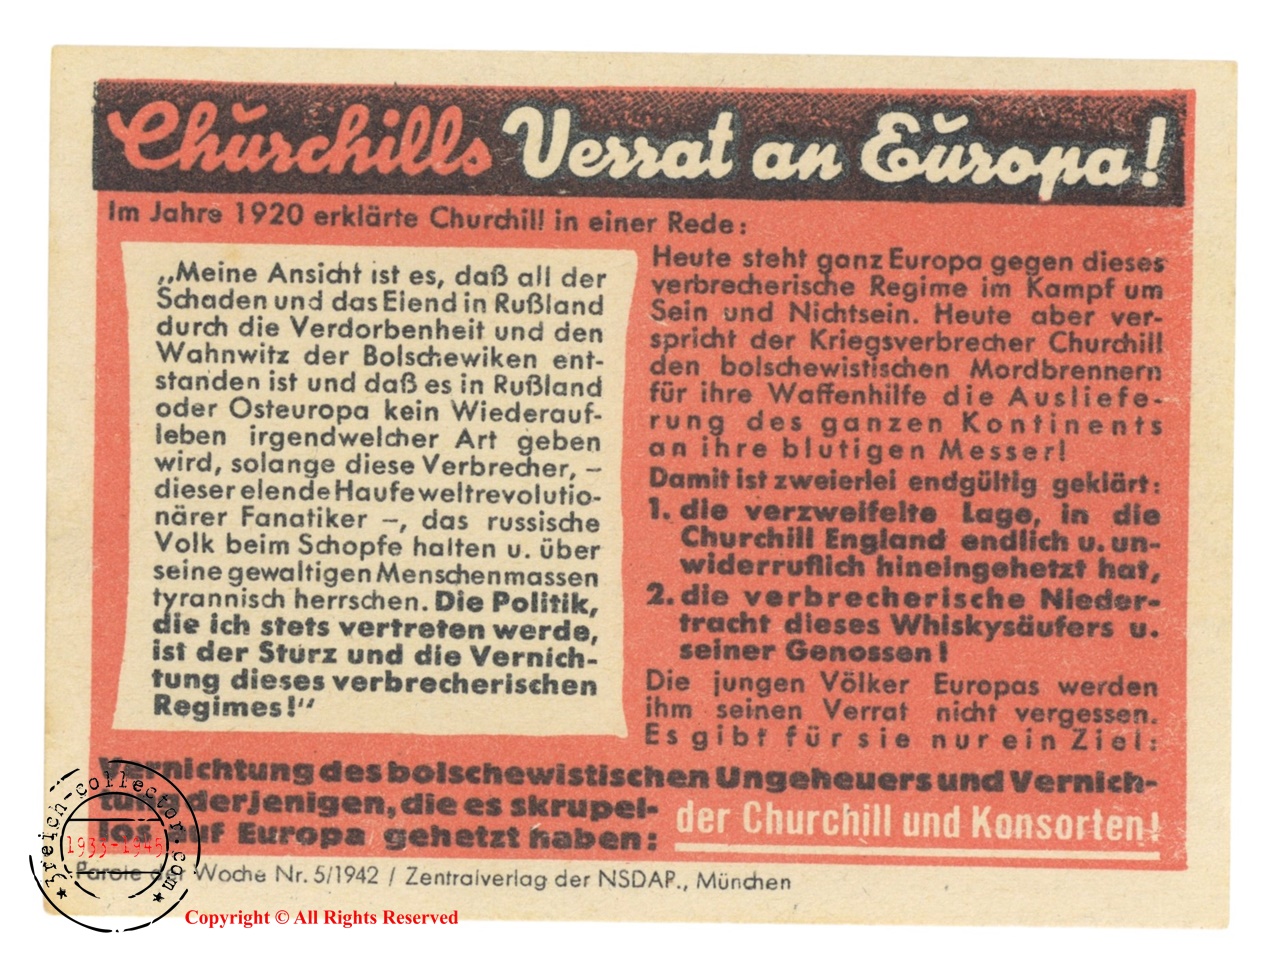 Churchills Verrat an Europa!
Im Jahre 1920 erklärte Churchill in einer Rede:
„Meine Ansicht ist es, daß all der
Schaden und das Elend in Rußland
durch die Verdorbenheit und den
Wahnwitz der Bolschewiken ent-
standen ist und daß es in Rußland
oder Osteuropa kein Wiederauf-
leben irgendwelcher Art geben
wird, solange diese Verbrecher, –
dieser elende Haufe weltrevolutio-
närer Fanatiker –, das russische
Volk beim Schopfe halten u. über
seine gewaltigen Menschenmassen
tyrannisch herrschen. Die Politik,
die ich stets vertreten werde,
ist der Sturz und die Vernich-
tung dieses verbrecherischen
Regimes!“
Heute steht ganz Europa gegen dieses
verbrecherische Regime im Kampf um
Sein und Nichtsein. Heute aber ver-
spricht der Kriegsverbrecher Churchill
den bolschewistischen Mordbrennern
für ihre Waffenhilfe die Ausliefe-
rung des ganzen Kontinents
an ihre blutigen Messer!
Damit ist zweierlei endgültig geklärt:
1. die verzweifelte Lage, in die
Churchill England endlich u. un-
widerruflich hineingehetzt hat,
2. die verbrecherische Nieder-
tracht dieses Whiskysäufers u.
seiner Genossen!
Die jungen Völker Europas werden
ihm seinen Verrat nicht vergessen.
Es gibt für sie nur ein Ziel:
Vernichtung des bolschewistischen Ungeheuers und Vernich-
tung derjenigen, die es skrupel-
los auf Europa gehetzt haben:
der Churchill und Konsorten!
Parole der Woche Nr. 5/1942 / Zentralverlag der NSDAP., München
3reich-collector.com
1933-1945
Copyright © All Rights Reserved